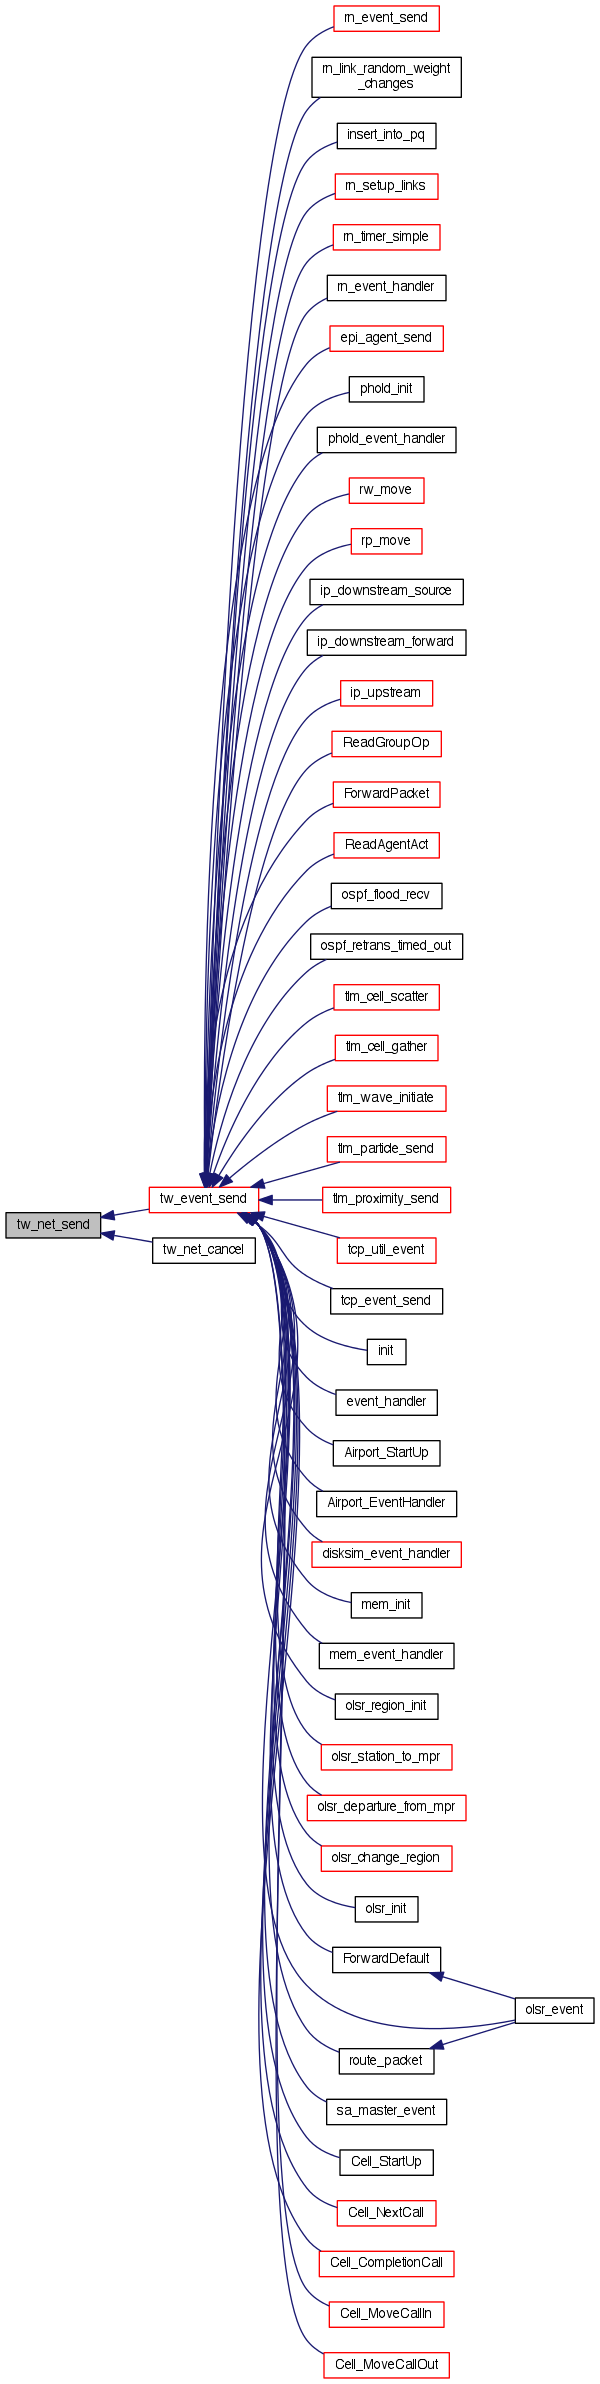 rn_event_send
rn_link_random_weight
_changes
insert_into_pq
rn_setup_links
rn_timer_simple
rn_event_handler
epi_agent_send
phold_init
phold_event_handler
rw_move
rp_move
ip_downstream_source
ip_downstream_forward
ip_upstream
ReadGroupOp
ForwardPacket
ReadAgentAct
ospf_flood_recv
ospf_retrans_timed_out
tlm_cell_scatter
tlm_cell_gather
tlm_wave_initiate
tlm_particle_send
tw_event_send
tlm_proximity_send
tw_net_send
tw_net_cancel
tcp_util_event
tcp_event_send
init
event_handler
Airport_StartUp
Airport_EventHandler
disksim_event_handler
mem_init
mem_event_handler
olsr_region_init
olsr_station_to_mpr
olsr_departure_from_mpr
olsr_change_region
olsr_init
ForwardDefault
olsr_event
route_packet
sa_master_event
Cell_StartUp
Cell_NextCall
Cell_CompletionCall
Cell_MoveCallIn
Cell_MoveCallOut